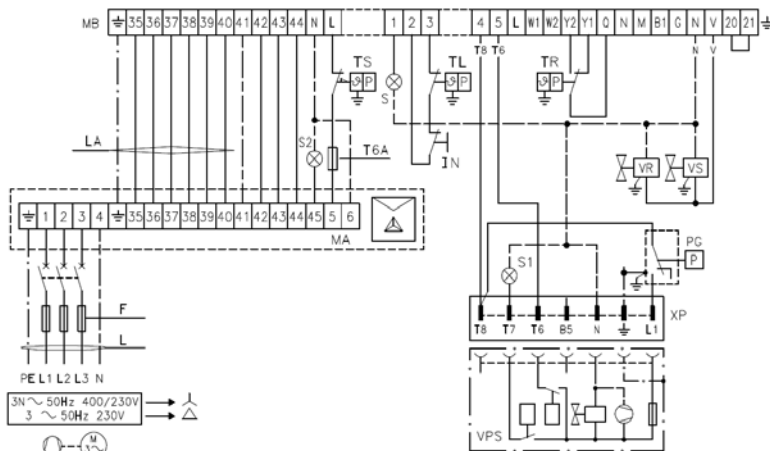 MB ⏚ 35 36 37 38 39 40 41 42 43 44 N L 1 2 3 4 5 L W1 W2 Y2 Y1 Q N M B1 G N V 20 21 ⏚
T8 T6 N V
TS
ϑ P
S
TL
ϑ P
TR
ϑ P
LA
S2
T6A
IN
VR
VS
⏚ 1 2 3 4 ⏚ 35 36 37 38 39 40 41 42 43 44 45 5 6
MA
PG
P
S1
F
XP
T8 T7 T6 B5 N ⏚ L1
L
PE L1 L2 L3 N
3N ~ 50Hz 400/230V
3 ~ 50Hz 230V
VPS
M
3~